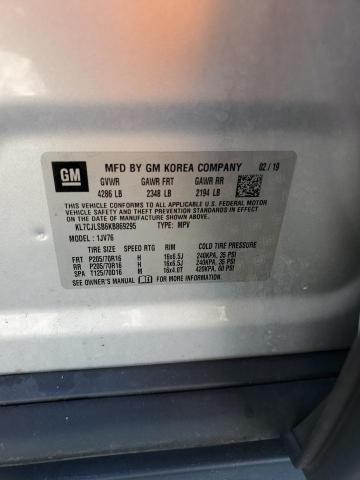 GM
MFD BY GM KOREA COMPANY 02 / 19
GVWR GAWR FRT GAWR RR
4286 LB 2348 LB 2194 LB
THIS VEHICLE CONFORMS TO ALL APPLICABLE U.S. FEDERAL MOTOR
VEHICLE SAFETY AND THEFT PREVENTION STANDARDS IN EFFECT ON
THE DATE OF MANUFACTURE SHOWN ABOVE.
KL7CJLSB6KB869295 TYPE: MPV
MODEL: 1JV76
TIRE SIZE SPEED RTG RIM COLD TIRE PRESSURE
FRT P205/70R16 H 16x6.5J 240KPA, 35 PSI
RR P205/70R16 H 16x6.5J 240KPA, 35 PSI
SPA T125/70D16 M 16x4.0T 420KPA, 60 PSI
SEE OWNER'S MANUAL FOR MORE INFORMATION.